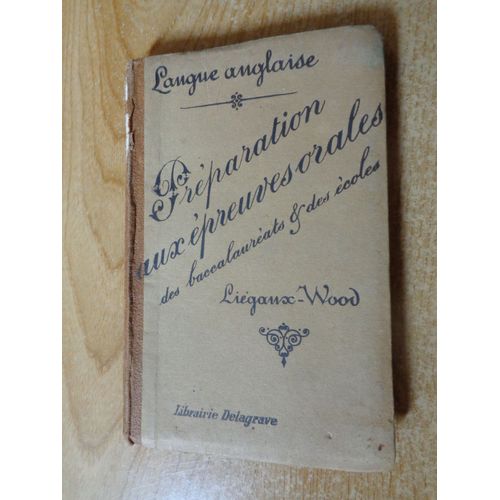 Langue anglaise
Préparation
aux épreuves orales
des baccalauréats & des écoles
Liégaux-Wood
Librairie Delagrave